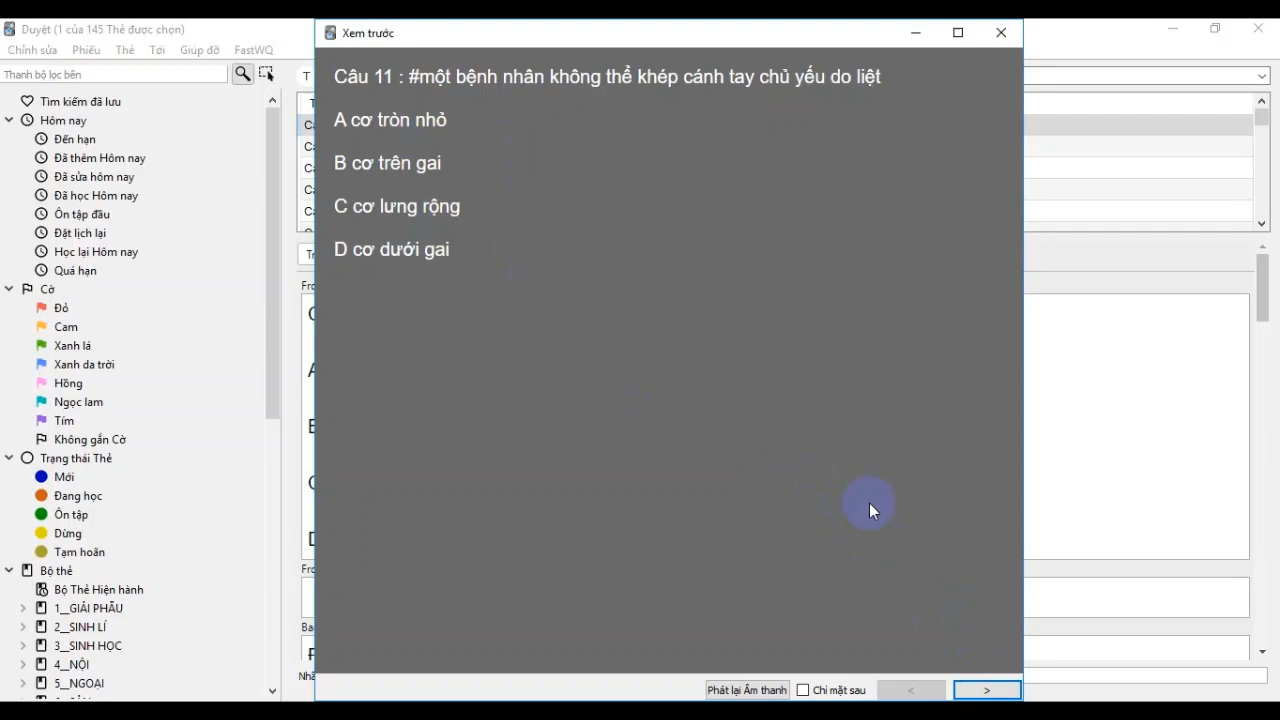 Duyệt (1 của 145 Thẻ được chọn)
Chỉnh sửa Phiếu Thẻ Tới Giúp đỡ FastWQ
Thanh bộ lọc bên
Tìm kiếm đã lưu
Hôm nay
Đến hạn
Đã thêm Hôm nay
Đã sửa hôm nay
Đã học Hôm nay
Ôn tập đầu
Đặt lịch lại
Học lại Hôm nay
Quá hạn
Cờ
Đỏ
Cam
Xanh lá
Xanh da trời
Hồng
Ngọc lam
Tím
Không gắn Cờ
Trạng thái Thẻ
Mới
Đang học
Ôn tập
Dừng
Tạm hoãn
Bộ thẻ
Bộ Thẻ Hiện hành
1__GIẢI PHẪU
2__SINH LÍ
3__SINH HỌC
4__NỘI
5__NGOẠI
Xem trước
Câu 11 : #một bệnh nhân không thể khép cánh tay chủ yếu do liệt
A cơ tròn nhỏ
B cơ trên gai
C cơ lưng rộng
D cơ dưới gai
Phát lại Âm thanh Chỉ mặt sau < >